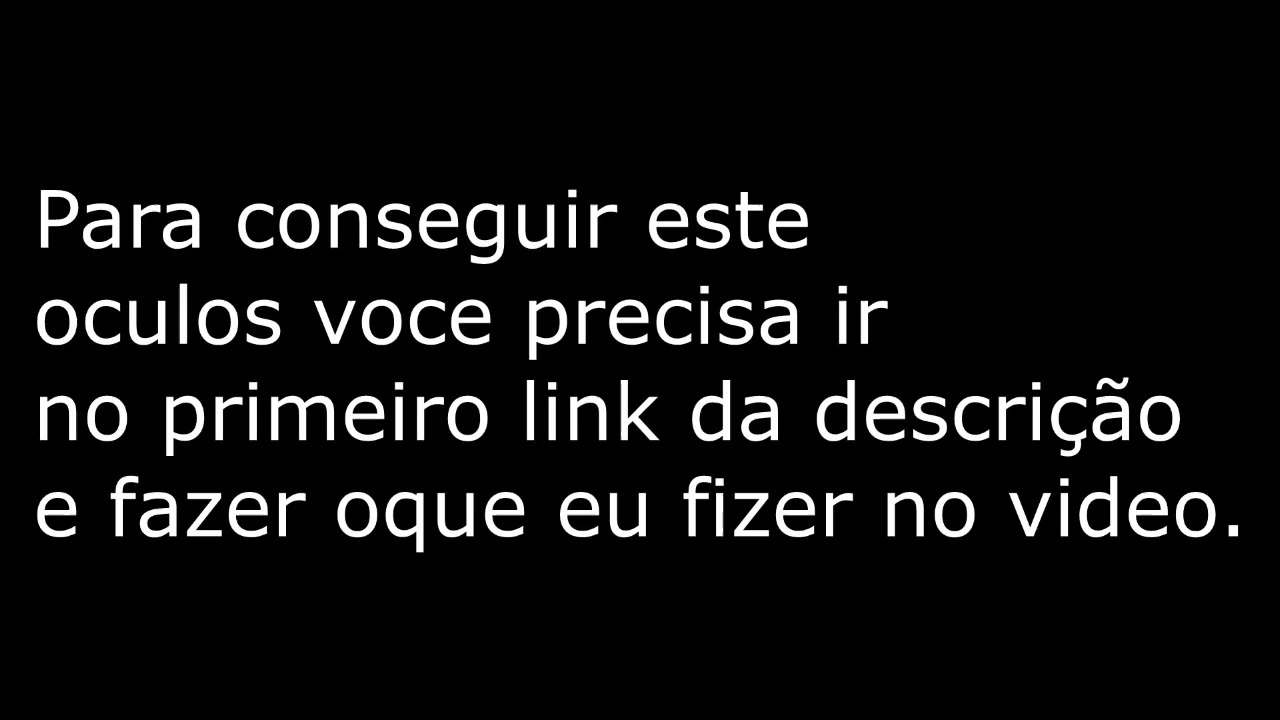 Para conseguir este
oculos voce precisa ir
no primeiro link da descrição
e fazer oque eu fizer no video.